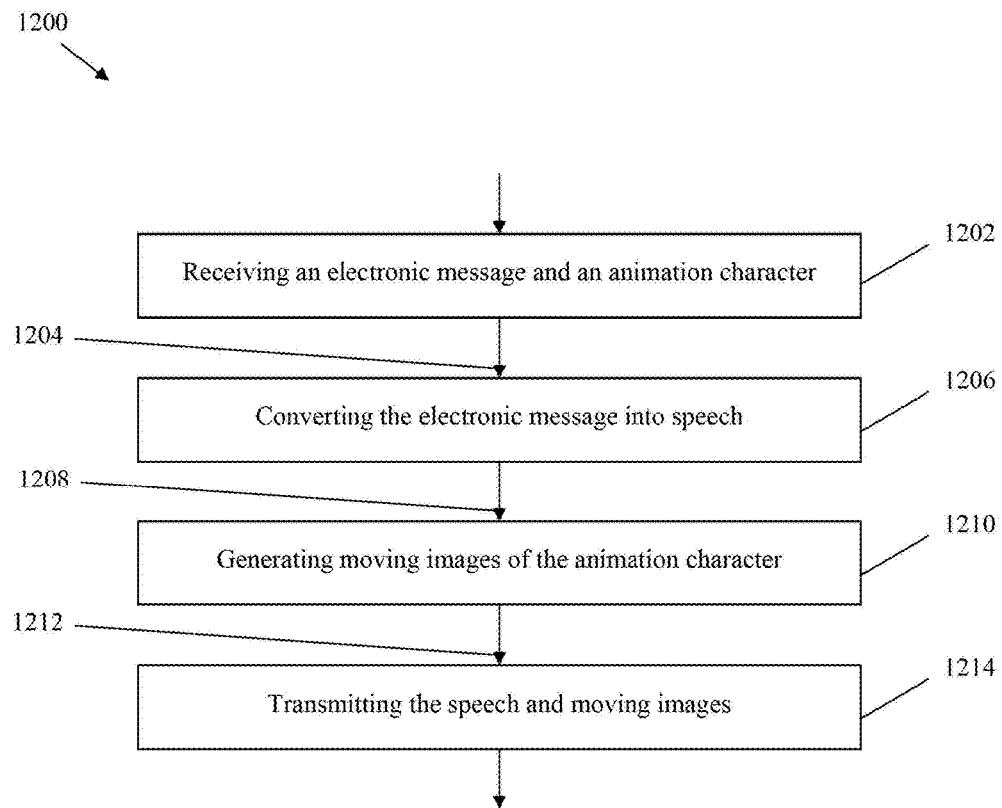 1200
1202
Receiving an electronic message and an animation character
1204
1206
Converting the electronic message into speech
1208
1210
Generating moving images of the animation character
1212
1214
Transmitting the speech and moving images